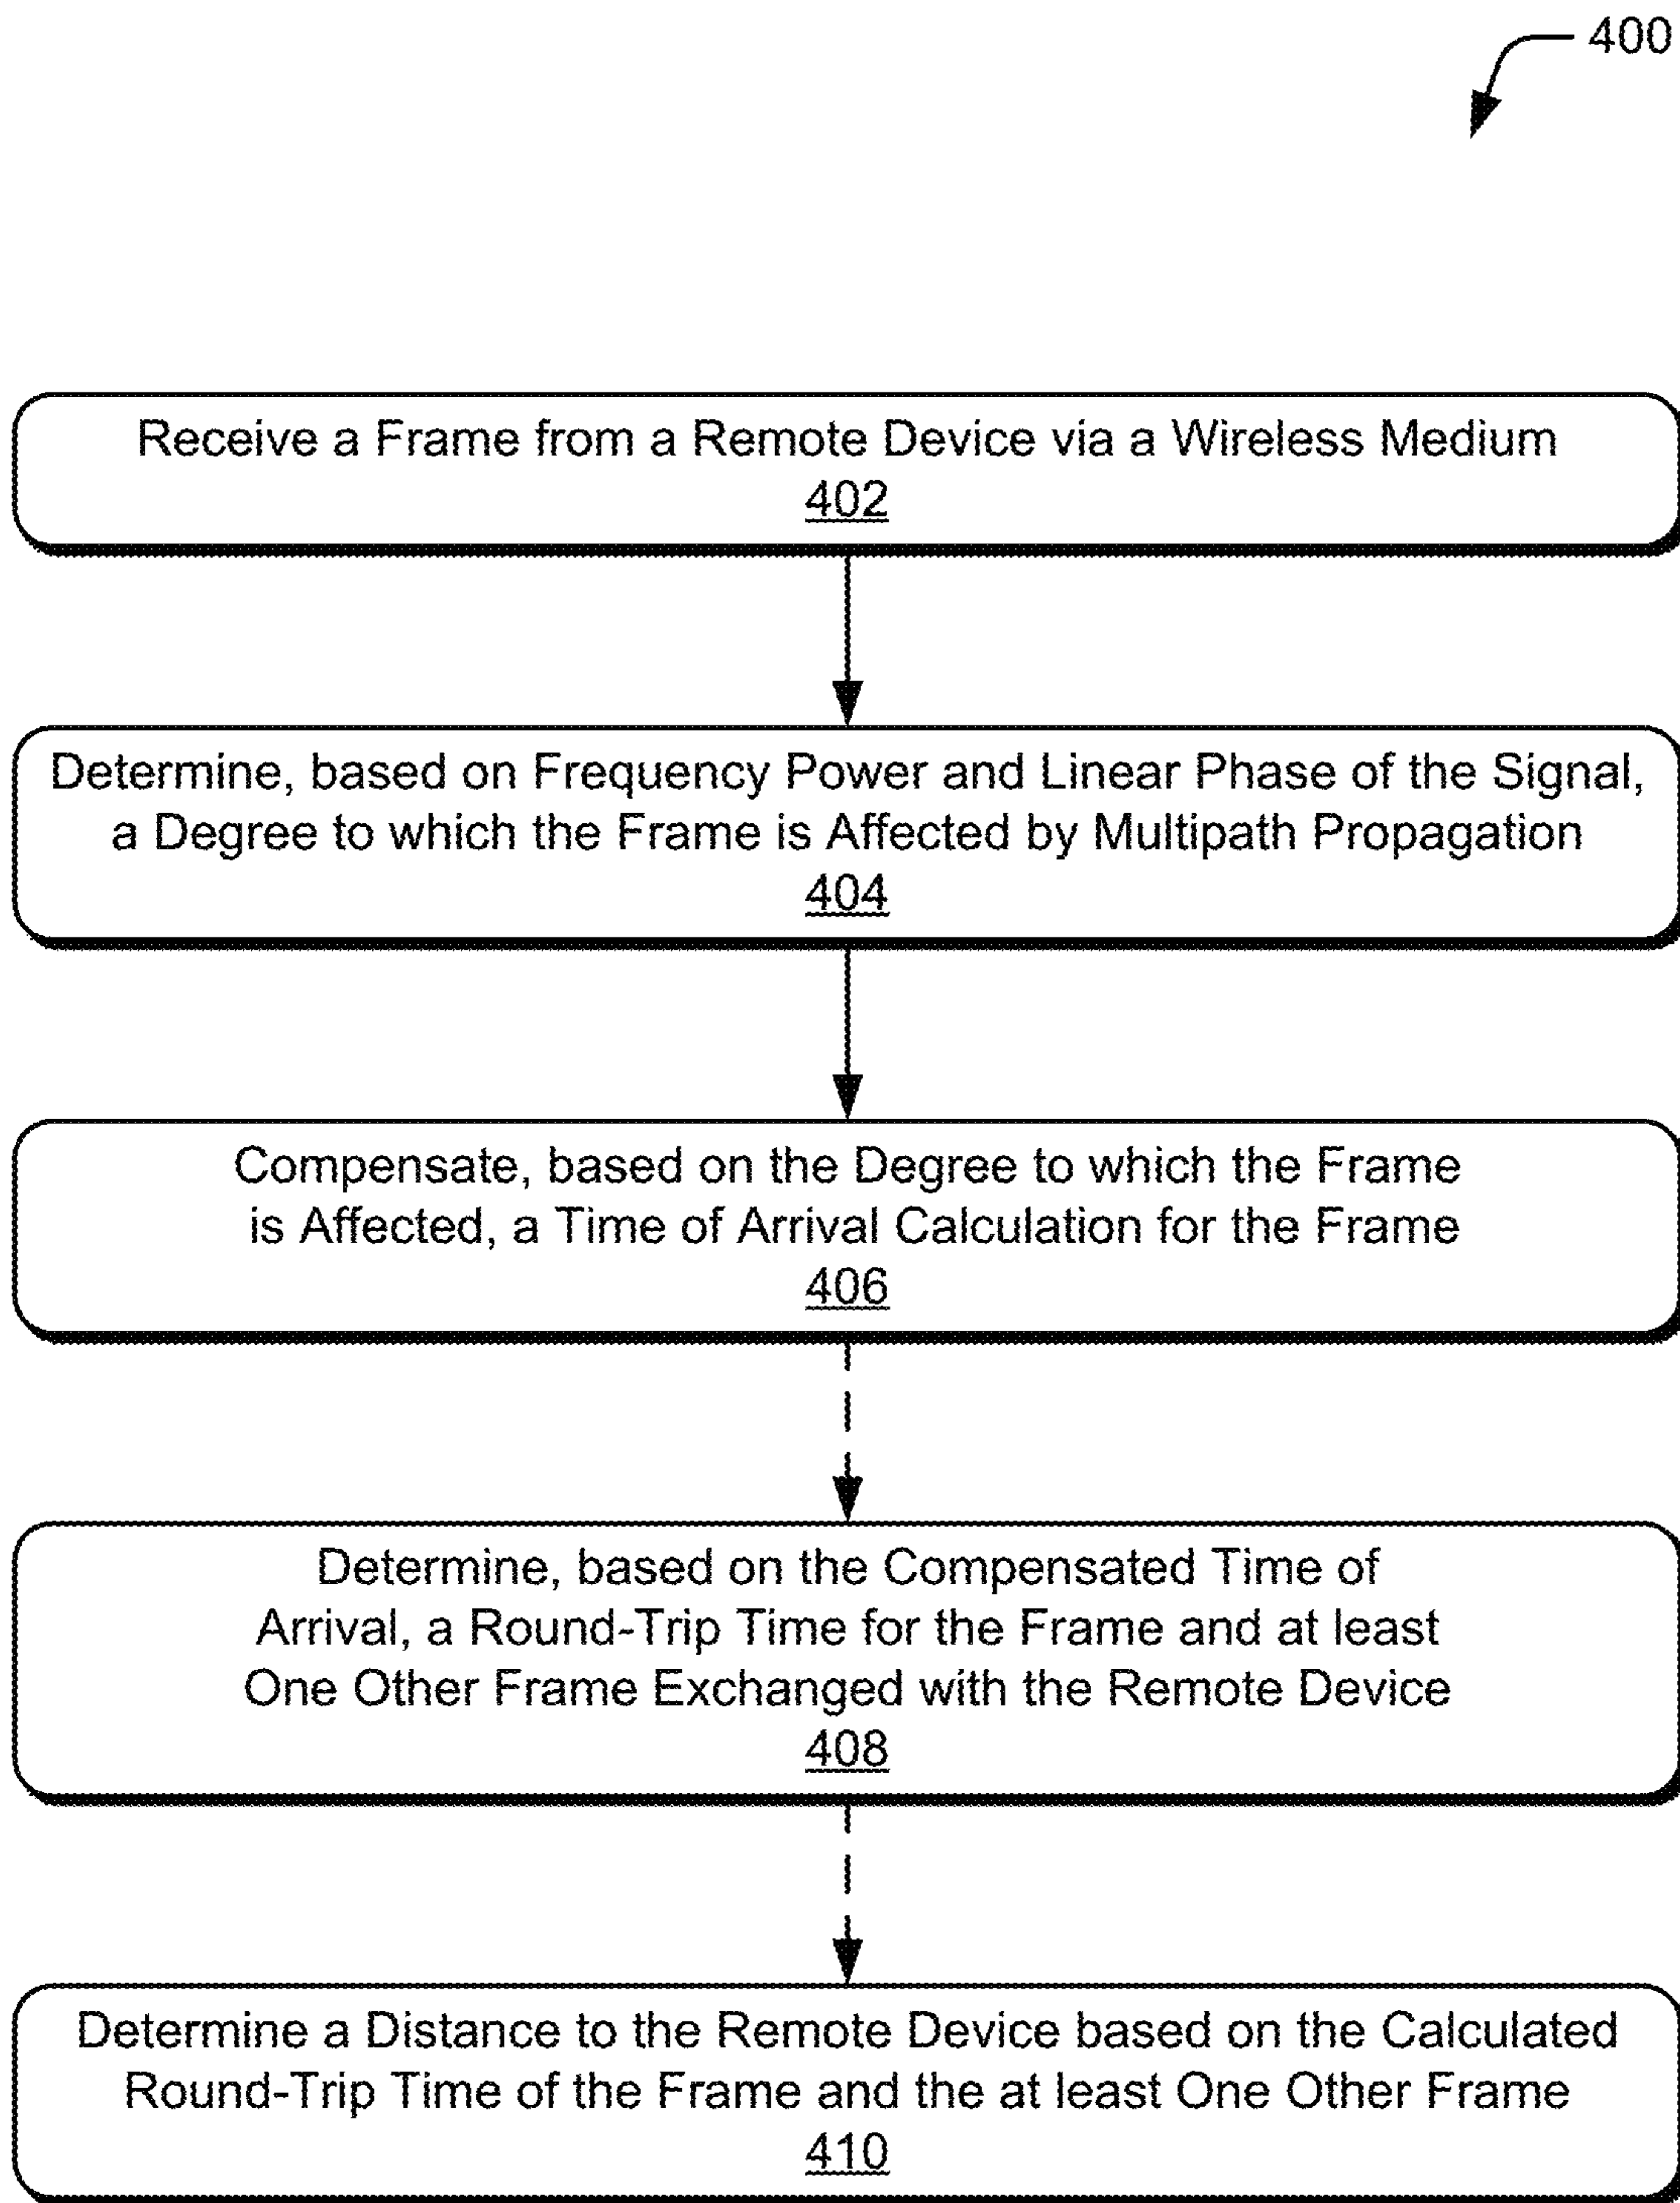 400
Receive a Frame from a Remote Device via a Wireless Medium
402
Determine, based on Frequency Power and Linear Phase of the Signal,
a Degree to which the Frame is Affected by Multipath Propagation
404
Compensate, based on the Degree to which the Frame
is Affected, a Time of Arrival Calculation for the Frame
406
Determine, based on the Compensated Time of
Arrival, a Round-Trip Time for the Frame and at least
One Other Frame Exchanged with the Remote Device
408
Determine a Distance to the Remote Device based on the Calculated
Round-Trip Time of the Frame and the at least One Other Frame
410